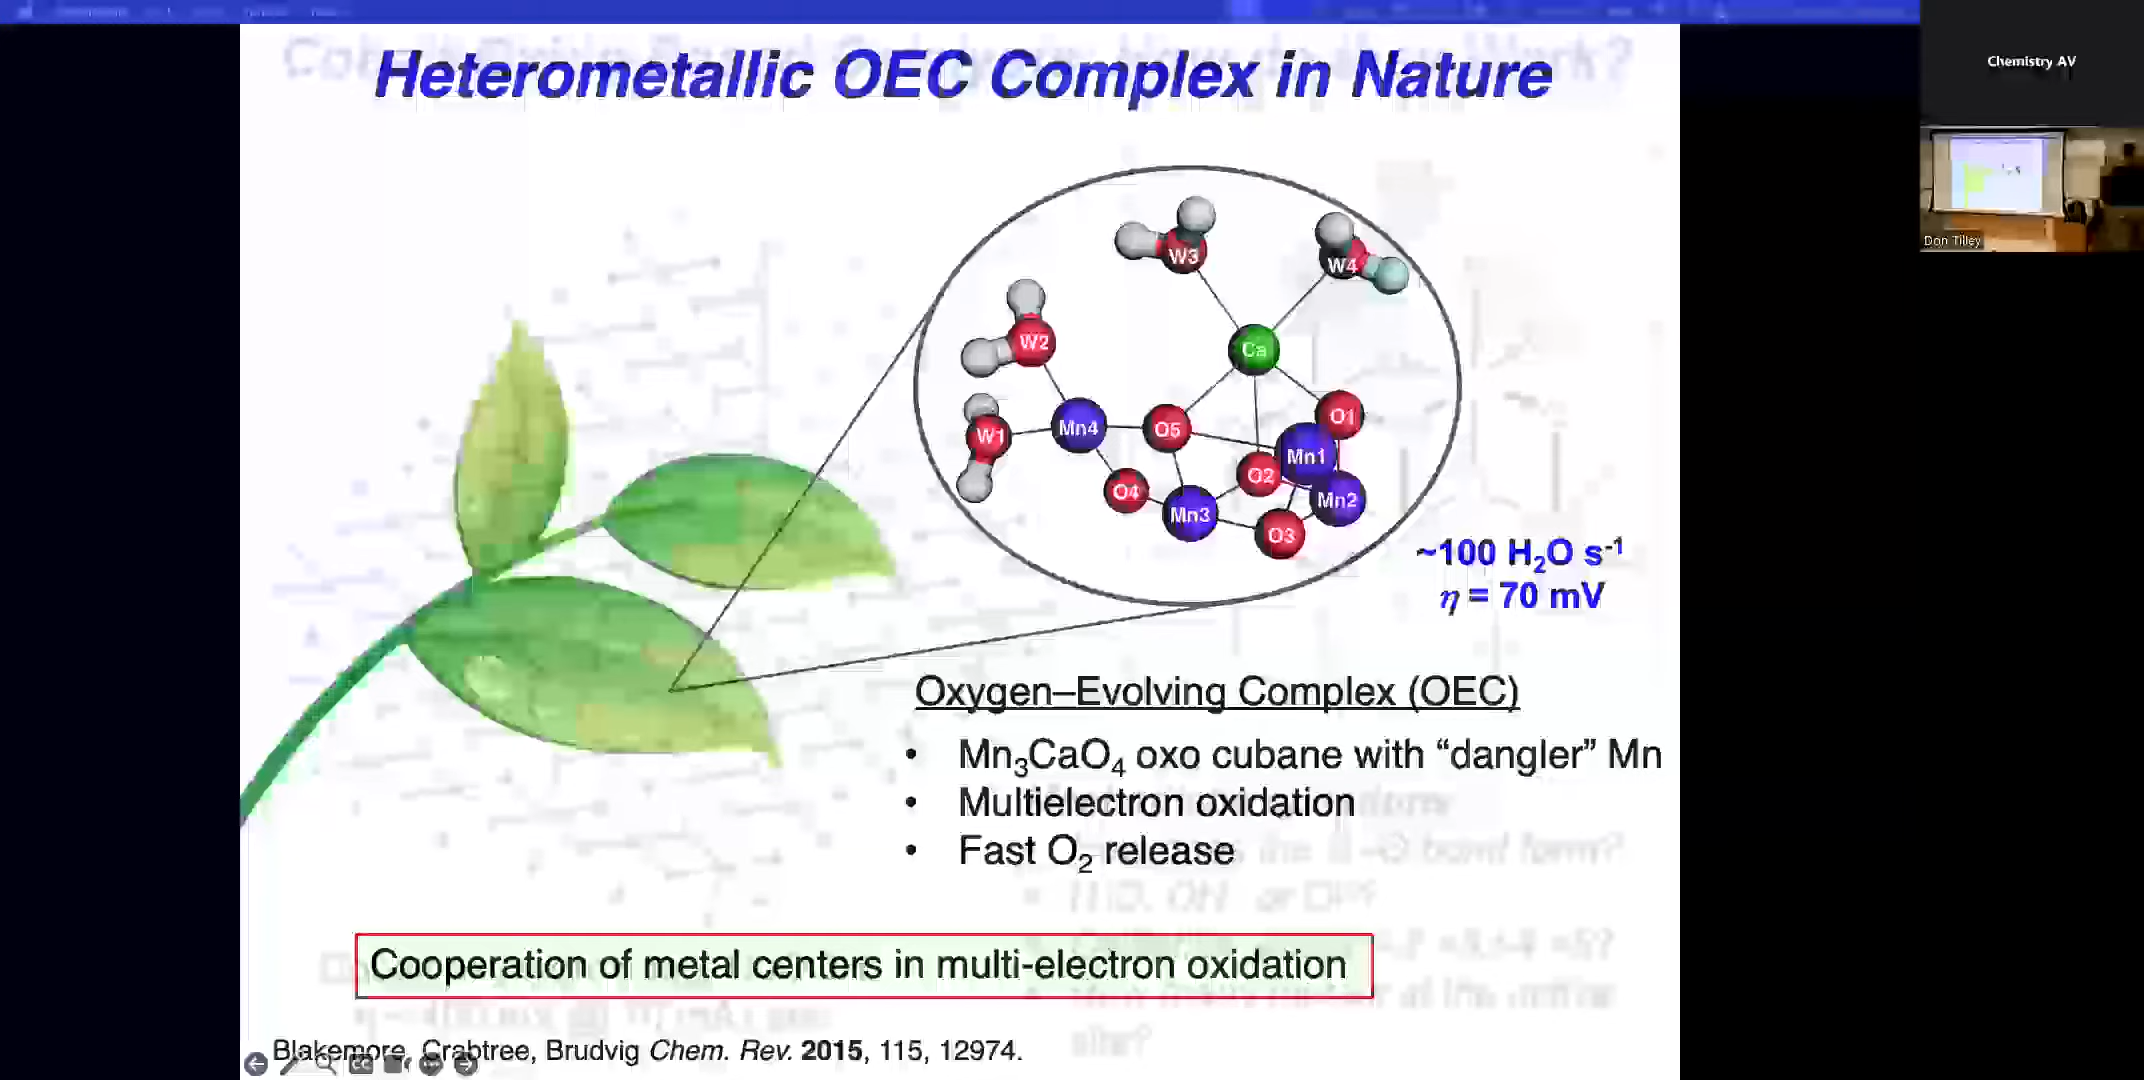 Heterometallic OEC Complex in Nature
Chemistry AV
Don Tilley
W3
W4
W2
Ca
W1
Mn4
O5
O1
Mn1
O2
O4
Mn3
Mn2
O3
~100 H₂O s⁻¹
η = 70 mV
Oxygen–Evolving Complex (OEC)
• Mn₃CaO₄ oxo cubane with “dangler” Mn
• Multielectron oxidation
• Fast O₂ release
Cooperation of metal centers in multi-electron oxidation
Blakemore, Crabtree, Brudvig Chem. Rev. 2015, 115, 12974.